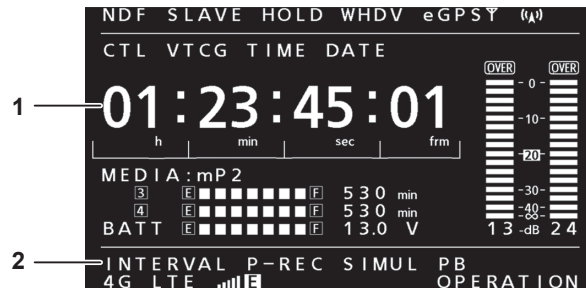 NDF SLAVE HOLD WHDV eGPS
CTL VTCG TIME DATE
OVER OVER
1
01:23:45:01
h min sec frm
0
-10-
-20-
-30-
-40-
-∞-
MEDIA:mP2
3 E F 530 min
4 E F 530 min
BATT E F 13.0 V
13 -dB 24
2
INTERVAL P-REC SIMUL PB
4G LTE E OPERATION